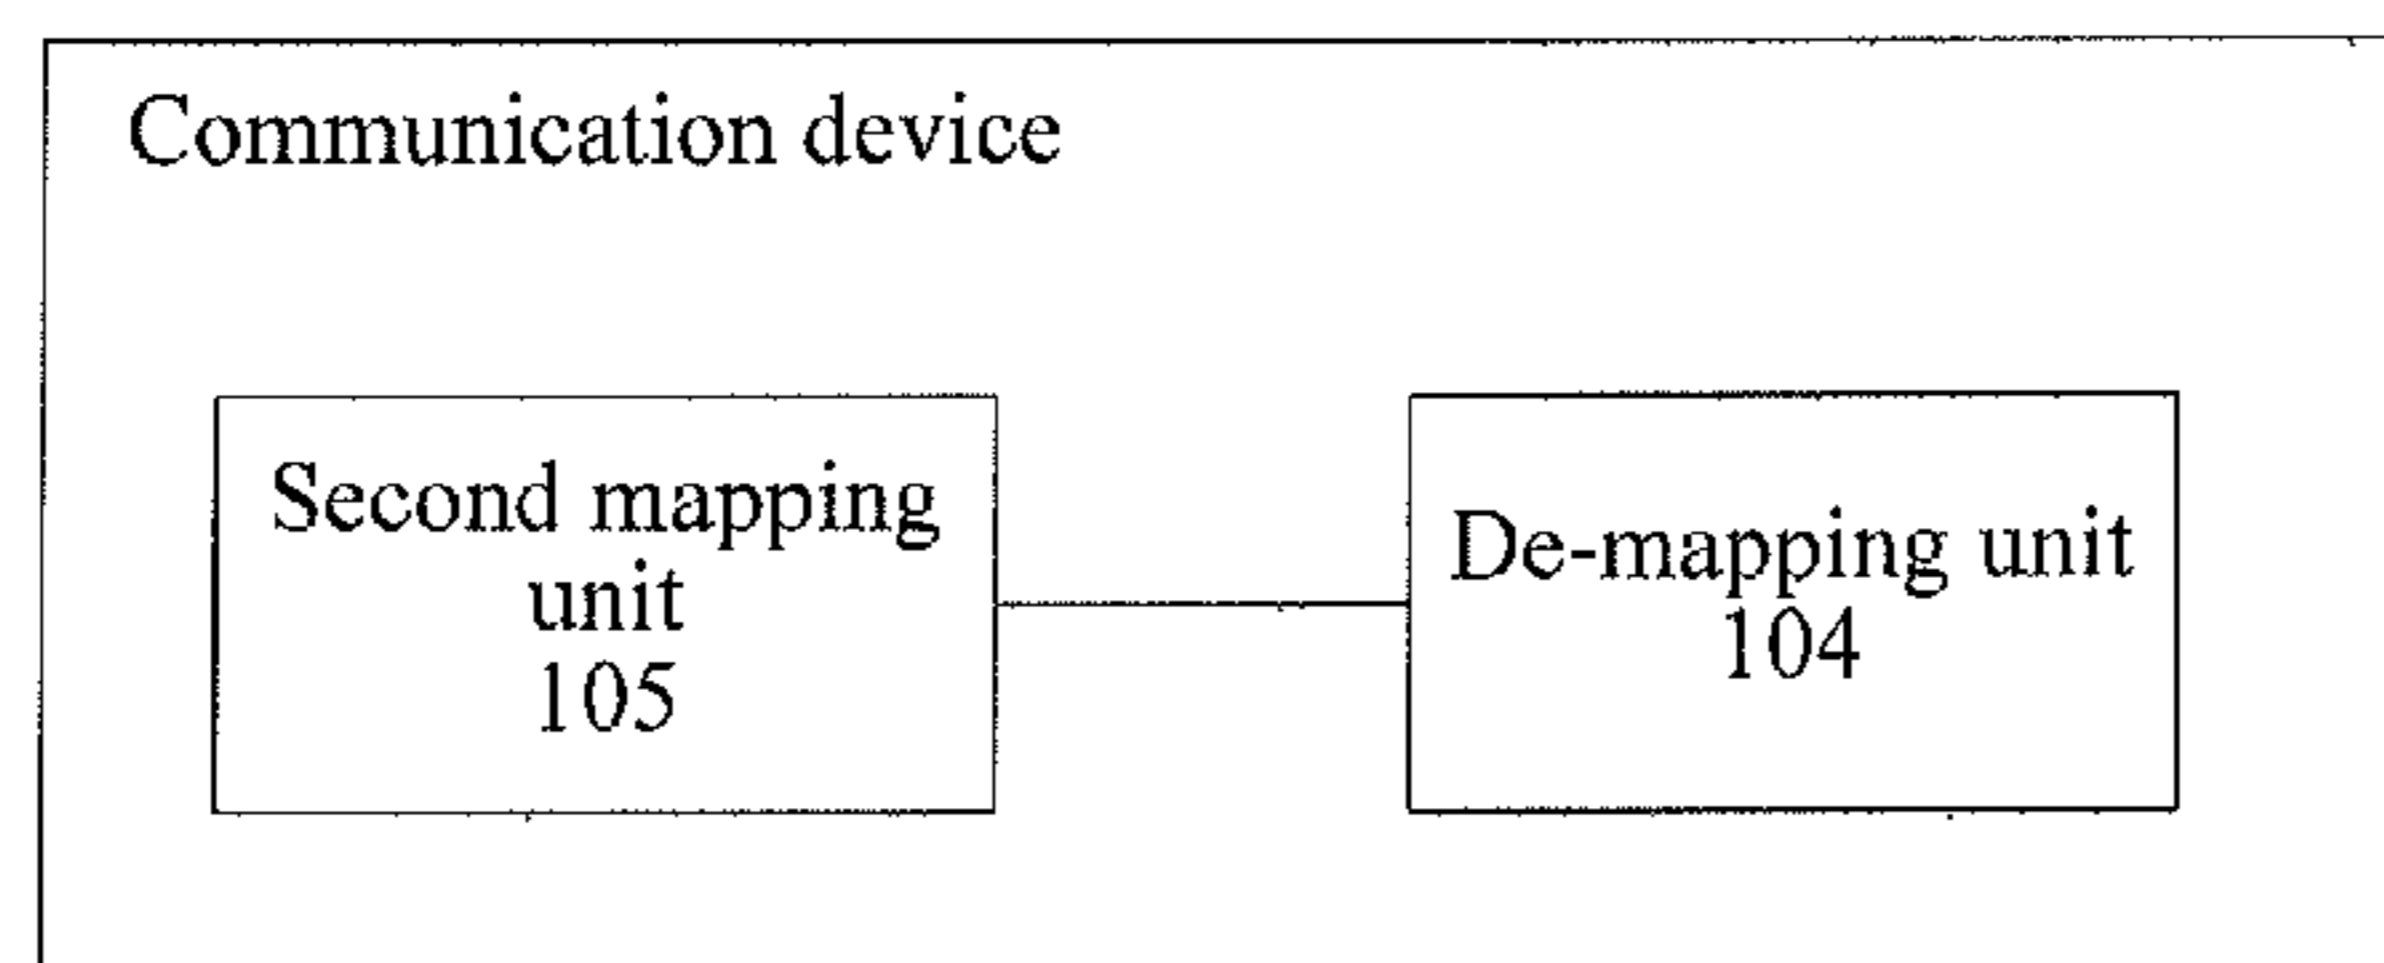 Communication device
Second mapping
unit
105
De-mapping unit
104